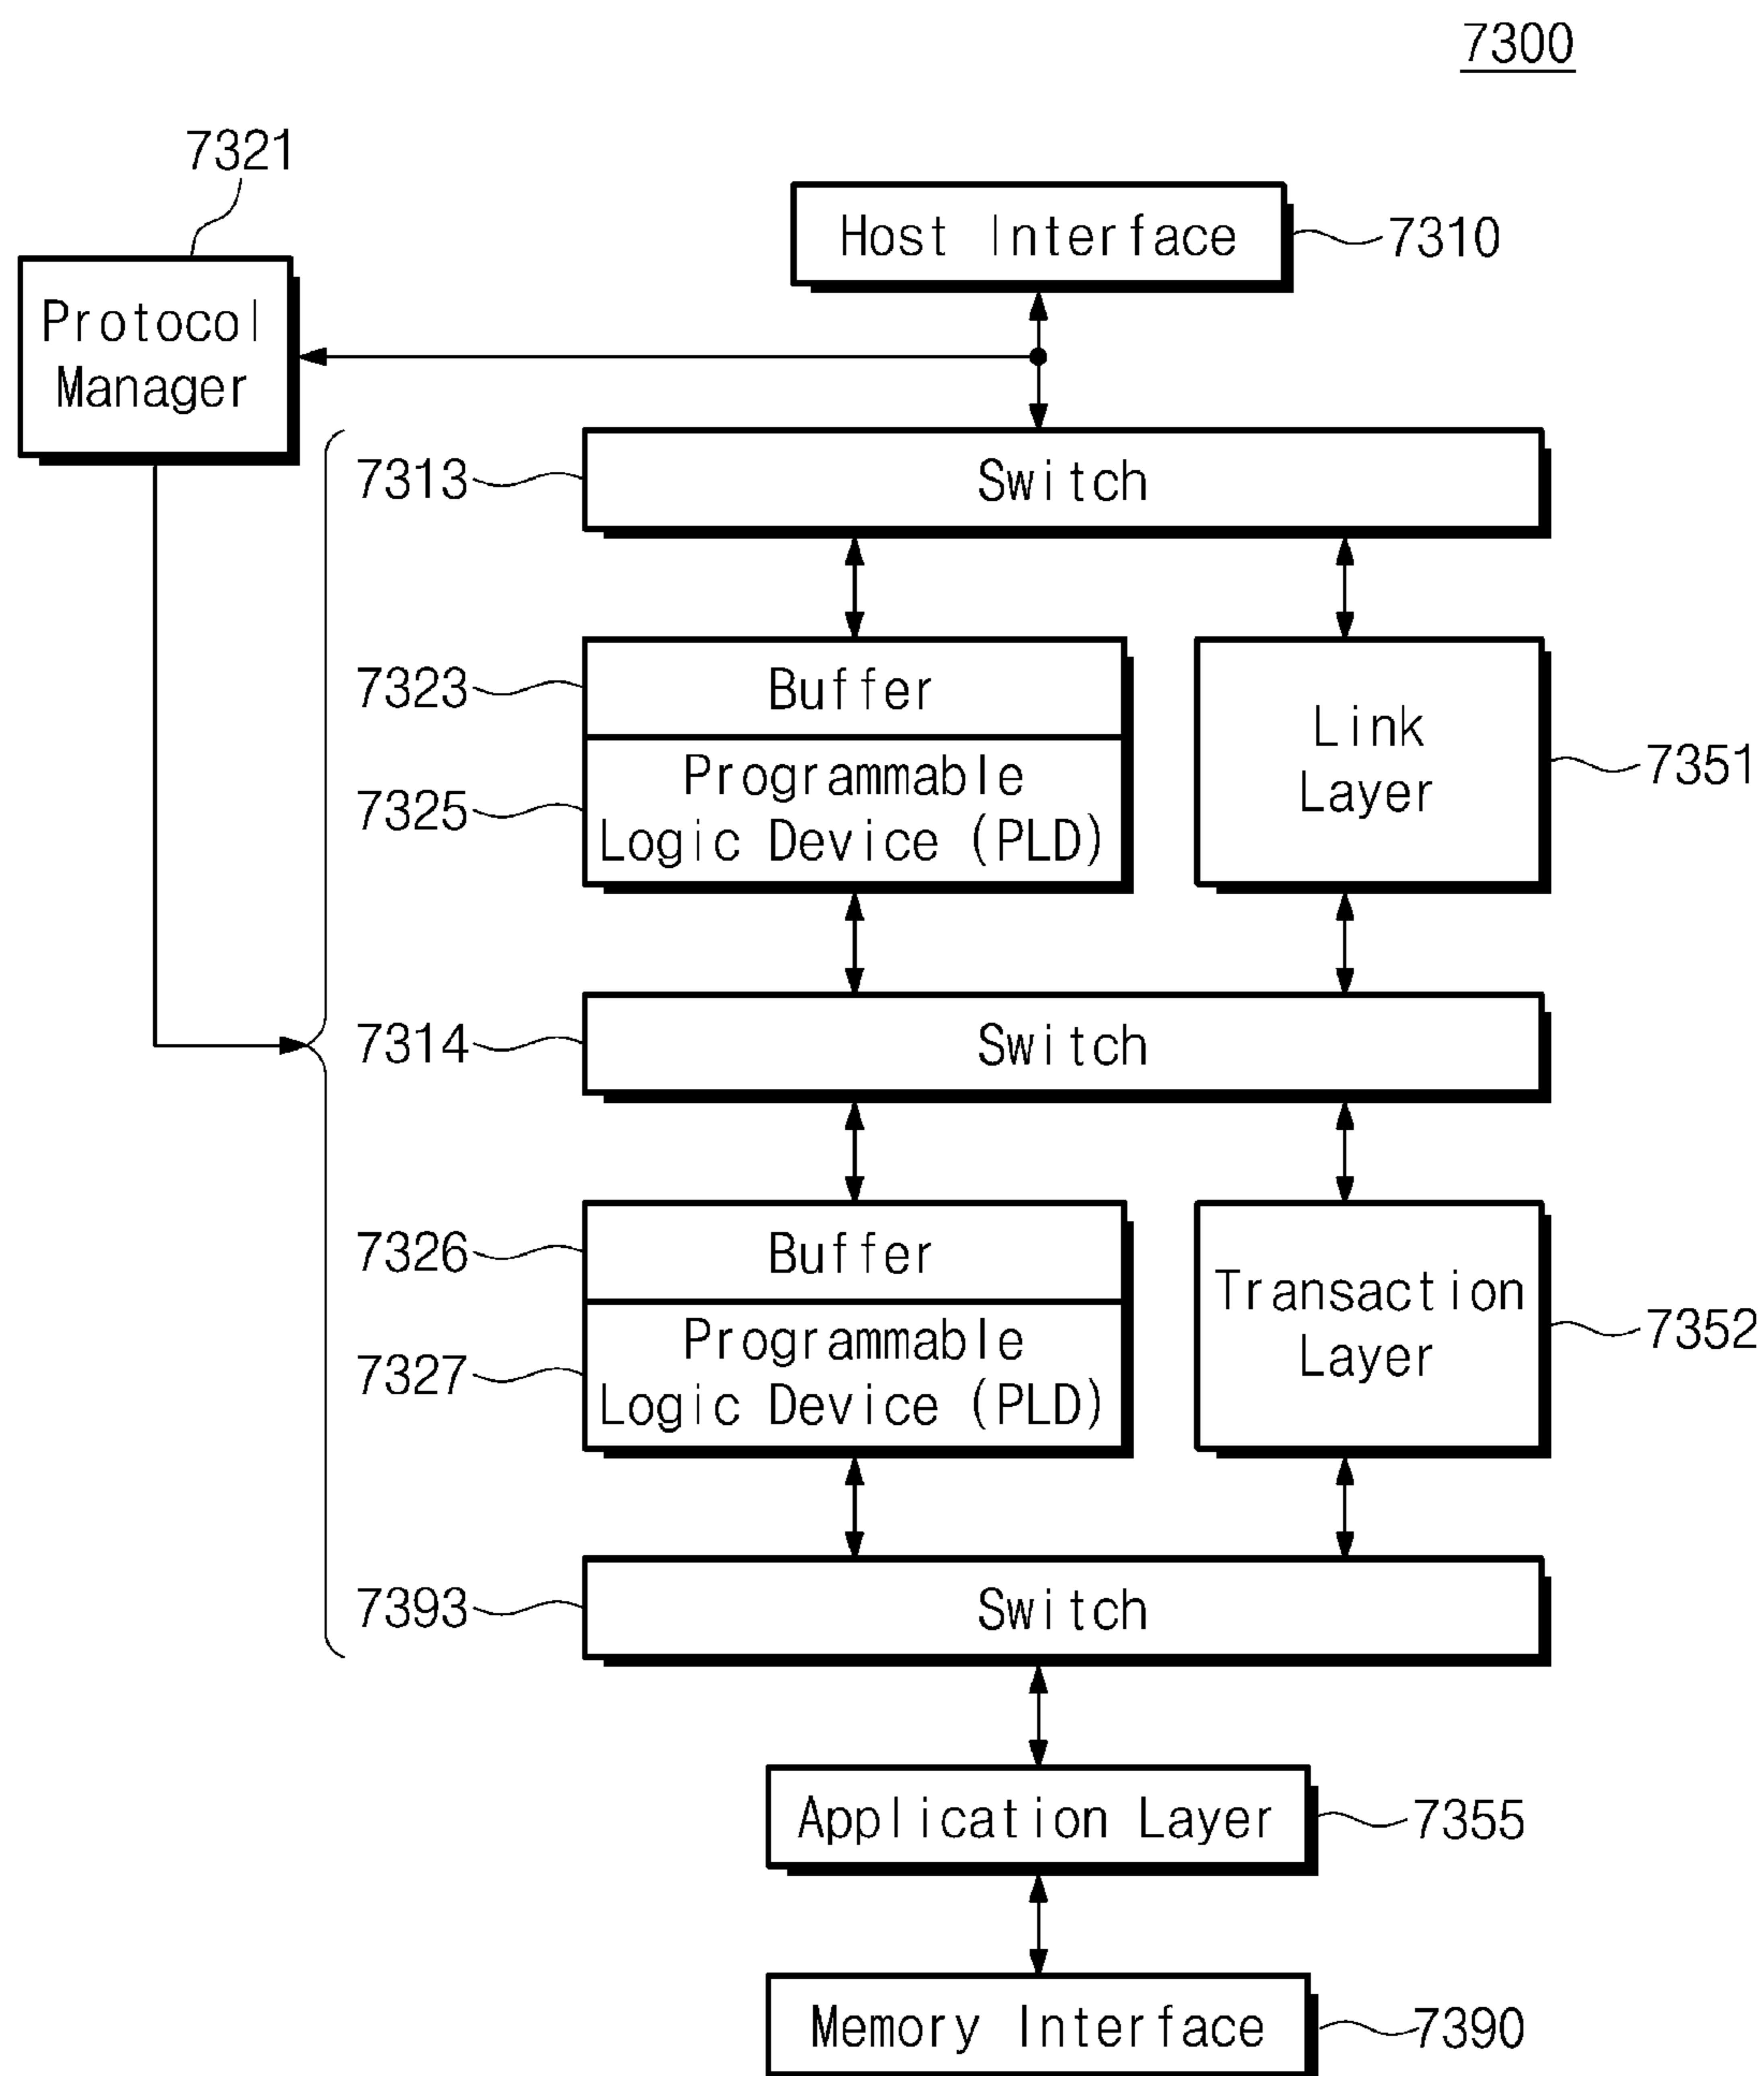 7300
7321
Host Interface
7310
Protocol
Manager
7313
Switch
7323
Buffer
Link
Layer
7351
7325
Programmable
Logic Device (PLD)
7314
Switch
7326
Buffer
Transaction
Layer
7352
7327
Programmable
Logic Device (PLD)
7393
Switch
Application Layer
7355
Memory Interface
7390